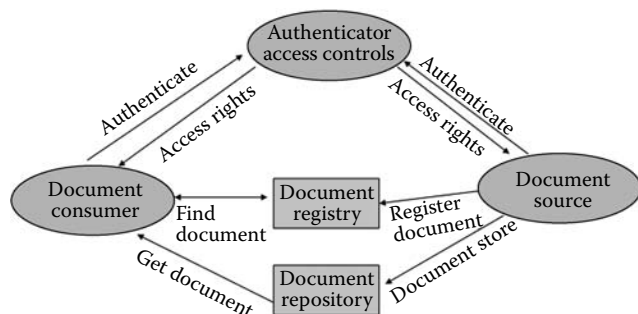 Authenticator
access controls
Authenticate
Access rights
Authenticate
Access rights
Document
consumer
Find
document
Document
registry
Register
document
Document
source
Get document
Document
repository
Document store